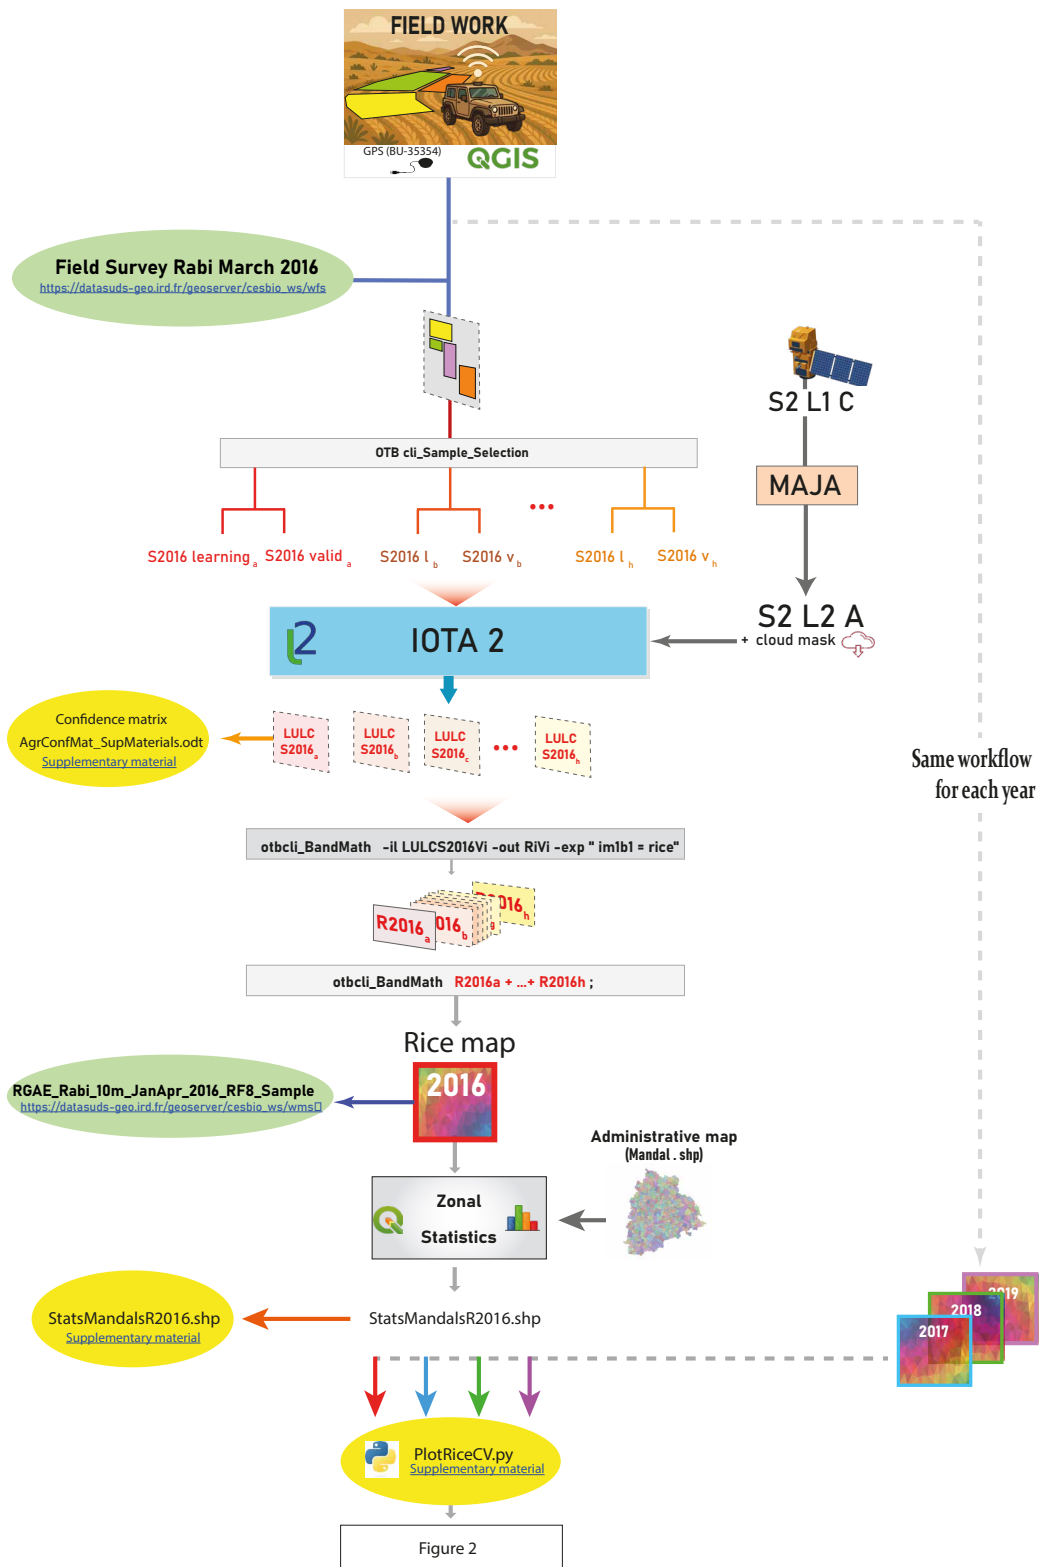 FIELD WORK
GPS (BU-35354)
QGIS
Field Survey Rabi March 2016
https://datasuds-geo.ird.fr/geoserver/cesbio_ws/wfs
S2 L1 C
OTB cli_Sample_Selection
MAJA
S2016 learning a
S2016 valid a
S2016 l b
S2016 v b
S2016 l h
S2016 v h
S2 L2 A
+ cloud mask
i2
IOTA 2
Confidence matrix
AgrConfMat_SupMaterials.odt
Supplementary material
LULC
S2016 a
LULC
S2016 b
LULC
S2016 c
LULC
S2016 h
Same workflow
for each year
otbcli_BandMath -il LULCS2016Vi -out RiVi -exp " im1b1 = rice"
R2016 a
016 b
g
2016 h
otbcli_BandMath R2016a + ...+ R2016h ;
Rice map
2016
RGAE_Rabi_10m_JanApr_2016_RF8_Sample
https://datasuds-geo.ird.fr/geoserver/cesbio_ws/wms□
Administrative map
(Mandal . shp)
Zonal
Statistics
StatsMandalsR2016.shp
Supplementary material
StatsMandalsR2016.shp
2019
2018
2017
PlotRiceCV.py
Supplementary material
Figure 2